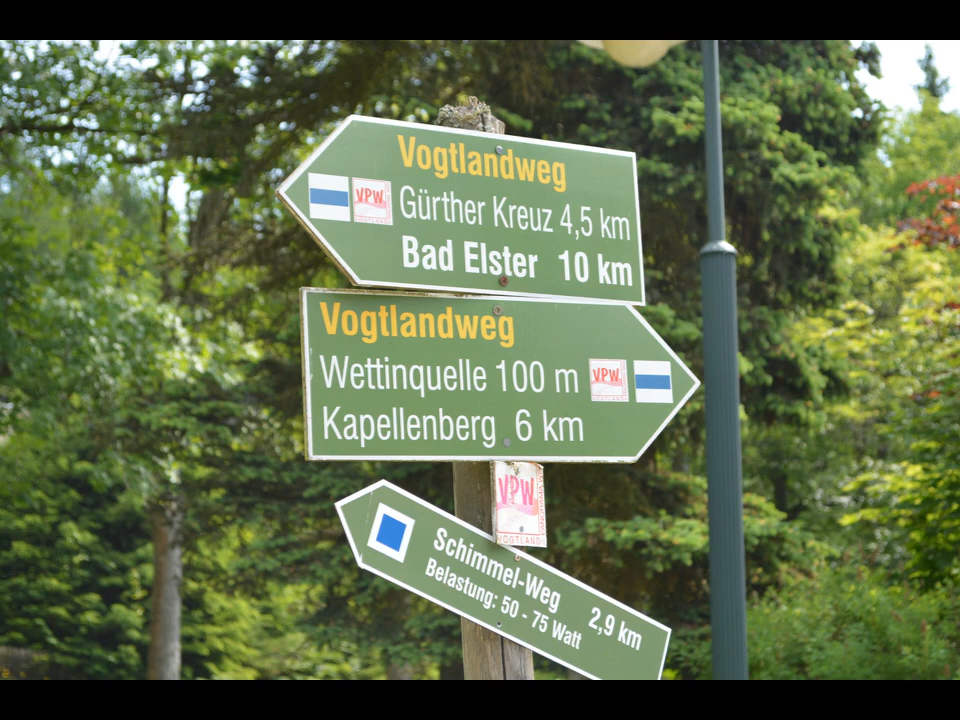 Vogtlandweg
VPW
Gürther Kreuz 4,5 km
Bad Elster 10 km
Vogtlandweg
Wettinquelle 100 m
VPW
Kapellenberg 6 km
VPW
VOGTLAND
Schimmel-Weg 2,9 km
Belastung: 50 - 75 Watt